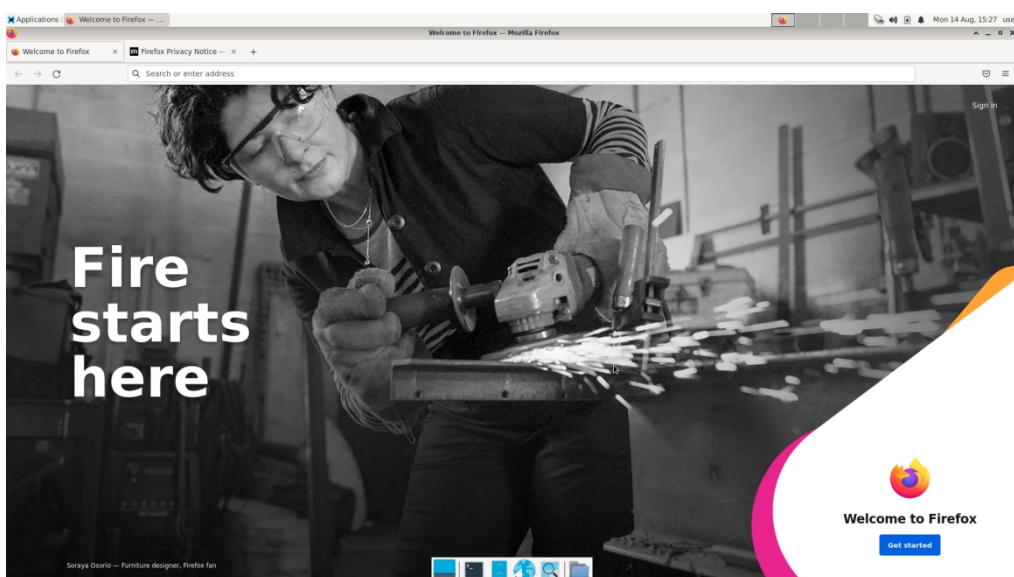 Applications
Welcome to Firefox — ...
Mon 14 Aug, 15:27
use
Welcome to Firefox — Mozilla Firefox
Welcome to Firefox
Firefox Privacy Notice —
Search or enter address
Sign in
Fire
starts
here
Welcome to Firefox
Get started
Soraya Osorio — Furniture designer, Firefox fan